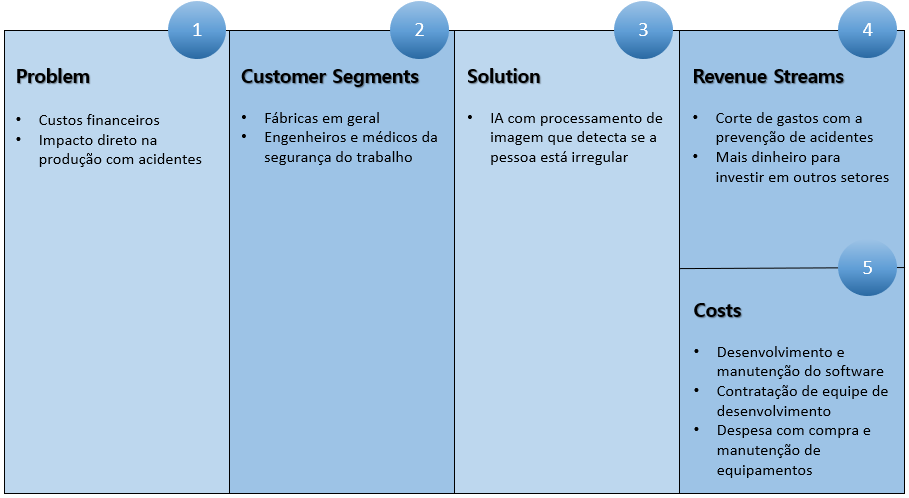 1
Problem
• Custos financeiros
• Impacto direto na
produção com acidentes
2
Customer Segments
• Fábricas em geral
• Engenheiros e médicos da
segurança do trabalho
3
Solution
• IA com processamento de
imagem que detecta se a
pessoa está irregular
4
Revenue Streams
• Corte de gastos com a
prevenção de acidentes
• Mais dinheiro para
investir em outros setores
5
Costs
• Desenvolvimento e
manutenção do software
• Contratação de equipe de
desenvolvimento
• Despesa com compra e
manutenção de
equipamentos